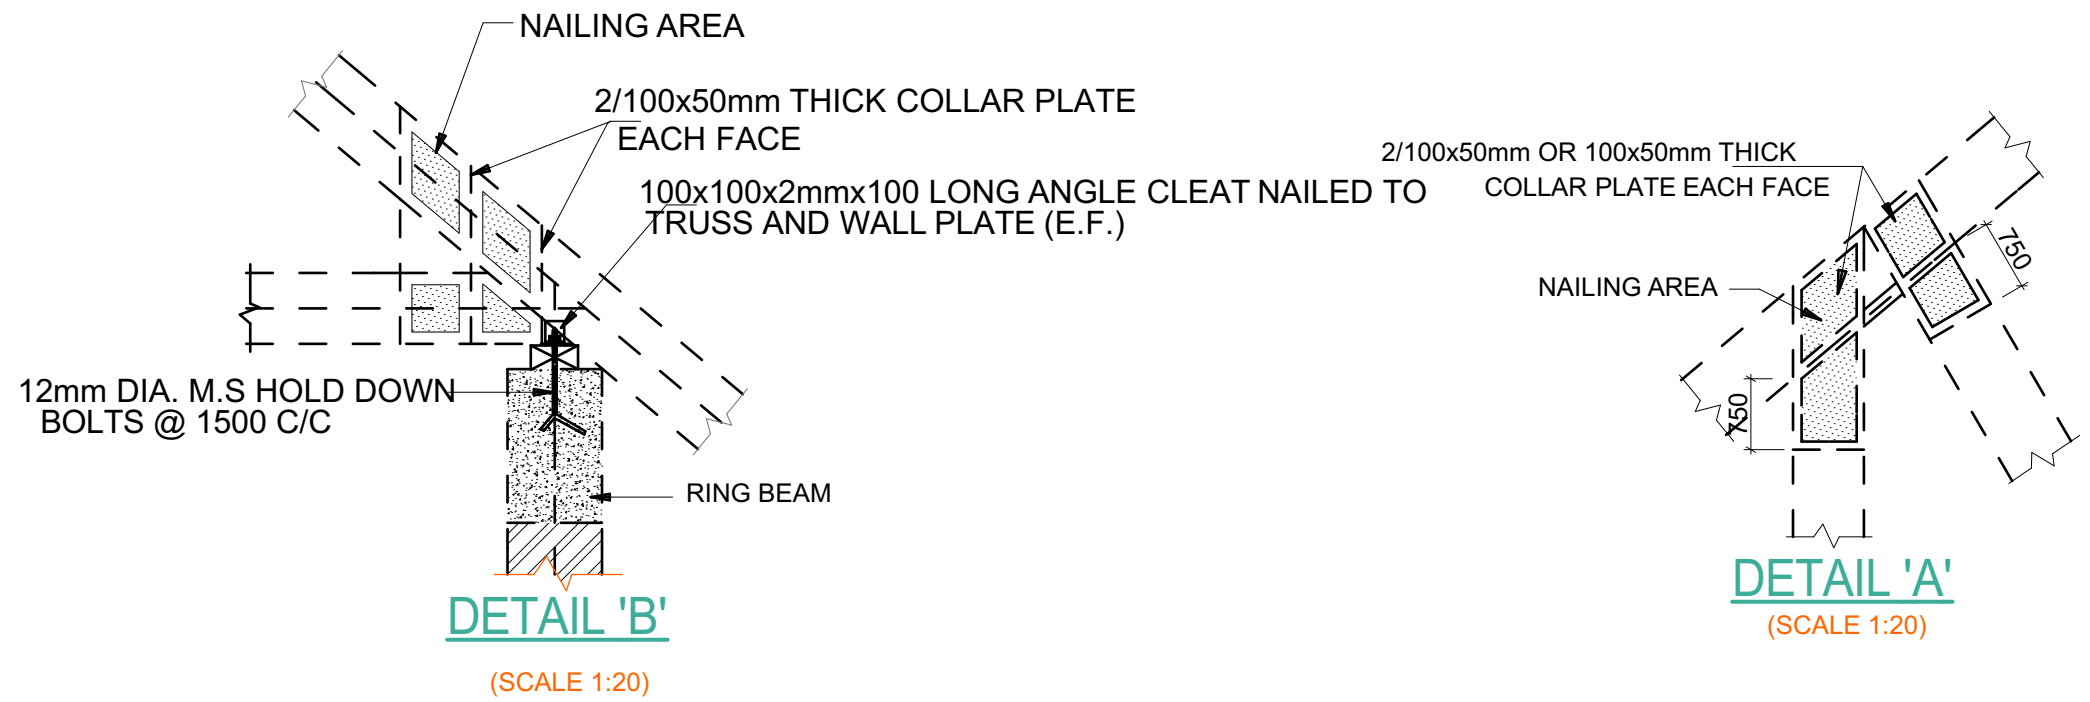 NAILING AREA
2/100x50mm THICK COLLAR PLATE
EACH FACE
100x100x2mmx100 LONG ANGLE CLEAT NAILED TO
TRUSS AND WALL PLATE (E.F.)
12mm DIA. M.S HOLD DOWN
BOLTS @ 1500 C/C
RING BEAM
DETAIL 'B'
(SCALE 1:20)
2/100x50mm OR 100x50mm THICK
COLLAR PLATE EACH FACE
750
NAILING AREA
750
DETAIL 'A'
(SCALE 1:20)